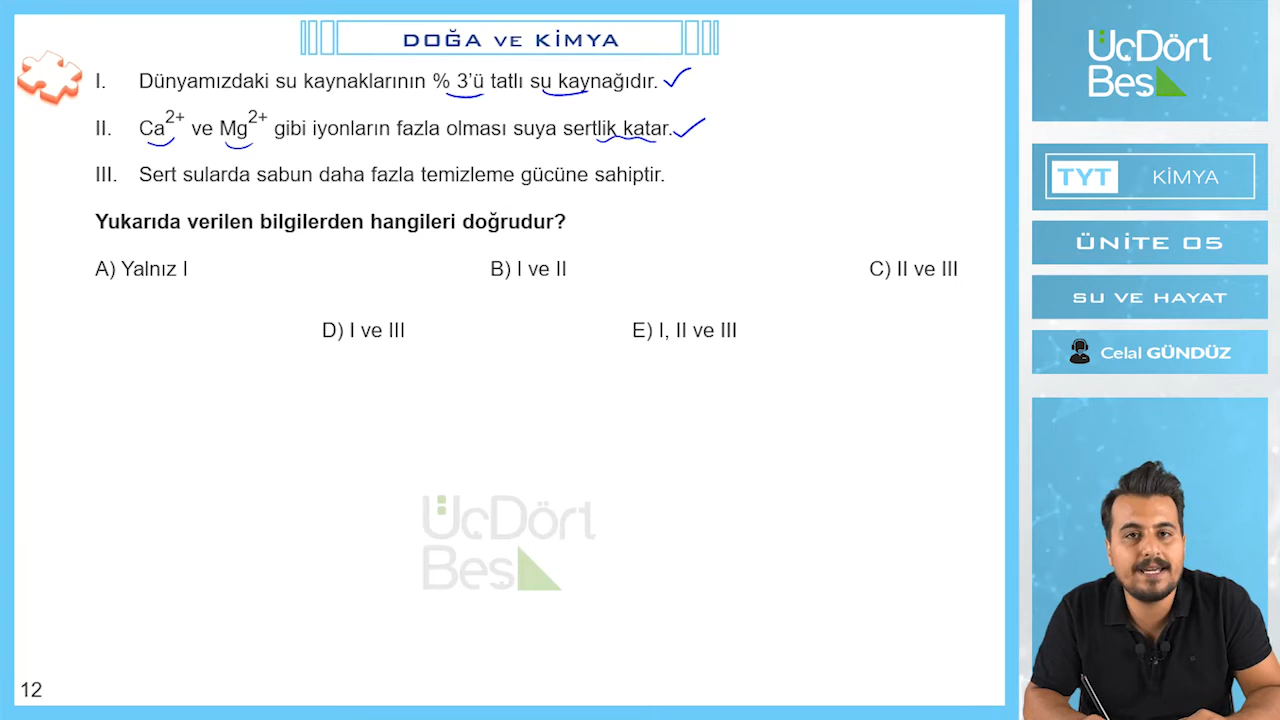 DOĞA VE KİMYA
I. Dünyamızdaki su kaynaklarının % 3'ü tatlı su kaynağıdır.
II. Ca2+ ve Mg2+ gibi iyonların fazla olması suya sertlik katar.
III. Sert sularda sabun daha fazla temizleme gücüne sahiptir.
Yukarıda verilen bilgilerden hangileri doğrudur?
A) Yalnız I B) I ve II C) II ve III
D) I ve III E) I, II ve III
ÜçDört
Beş
12
ÜçDört
Beş
TYT KİMYA
ÜNİTE 05
SU VE HAYAT
Celal GÜNDÜZ